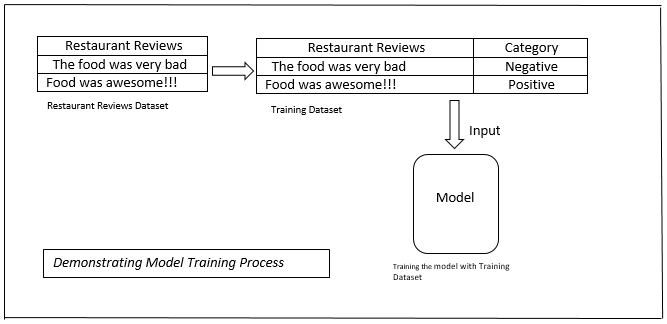 Restaurant Reviews
The food was very bad
Food was awesome!!!
Restaurant Reviews Dataset
Restaurant Reviews Category
The food was very bad Negative
Food was awesome!!! Positive
Training Dataset
Input
Model
Training the model with Training
Dataset
Demonstrating Model Training Process